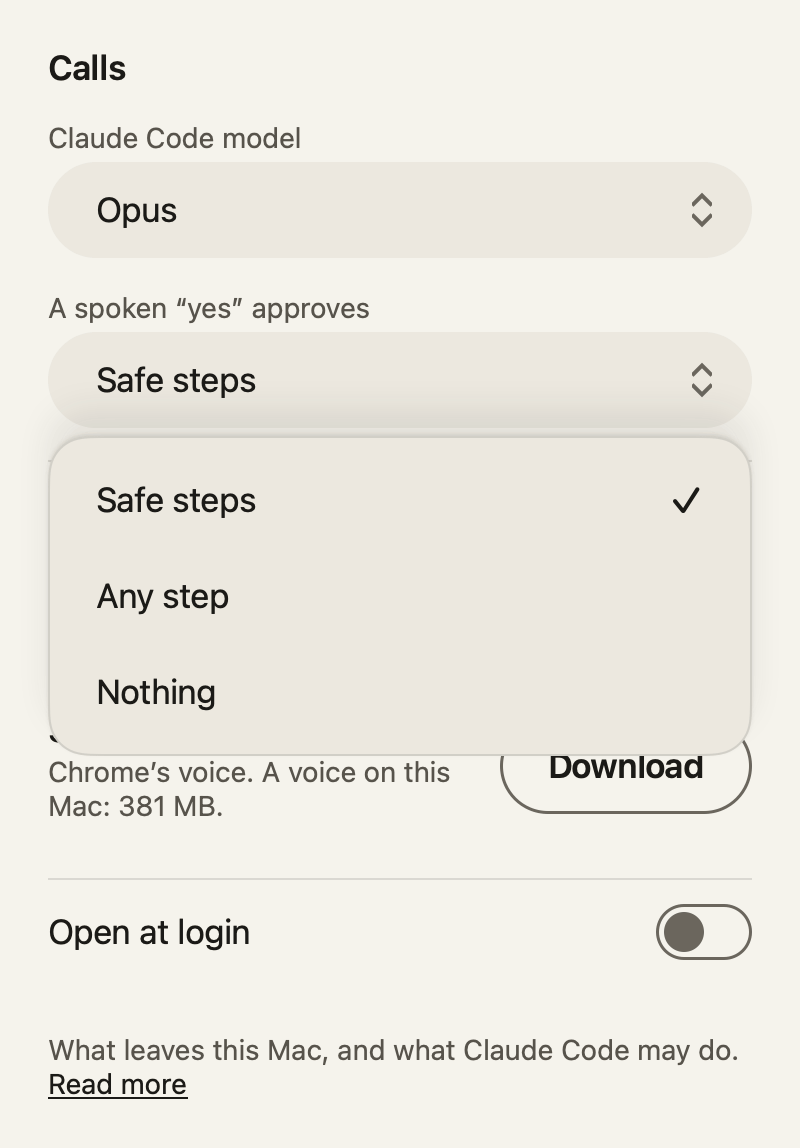 Calls
Claude Code model
Opus
A spoken “yes” approves
Safe steps
Safe steps
Any step
Nothing
Chrome’s voice. A voice on this
Mac: 381 MB.
Download
Open at login
What leaves this Mac, and what Claude Code may do.
Read more